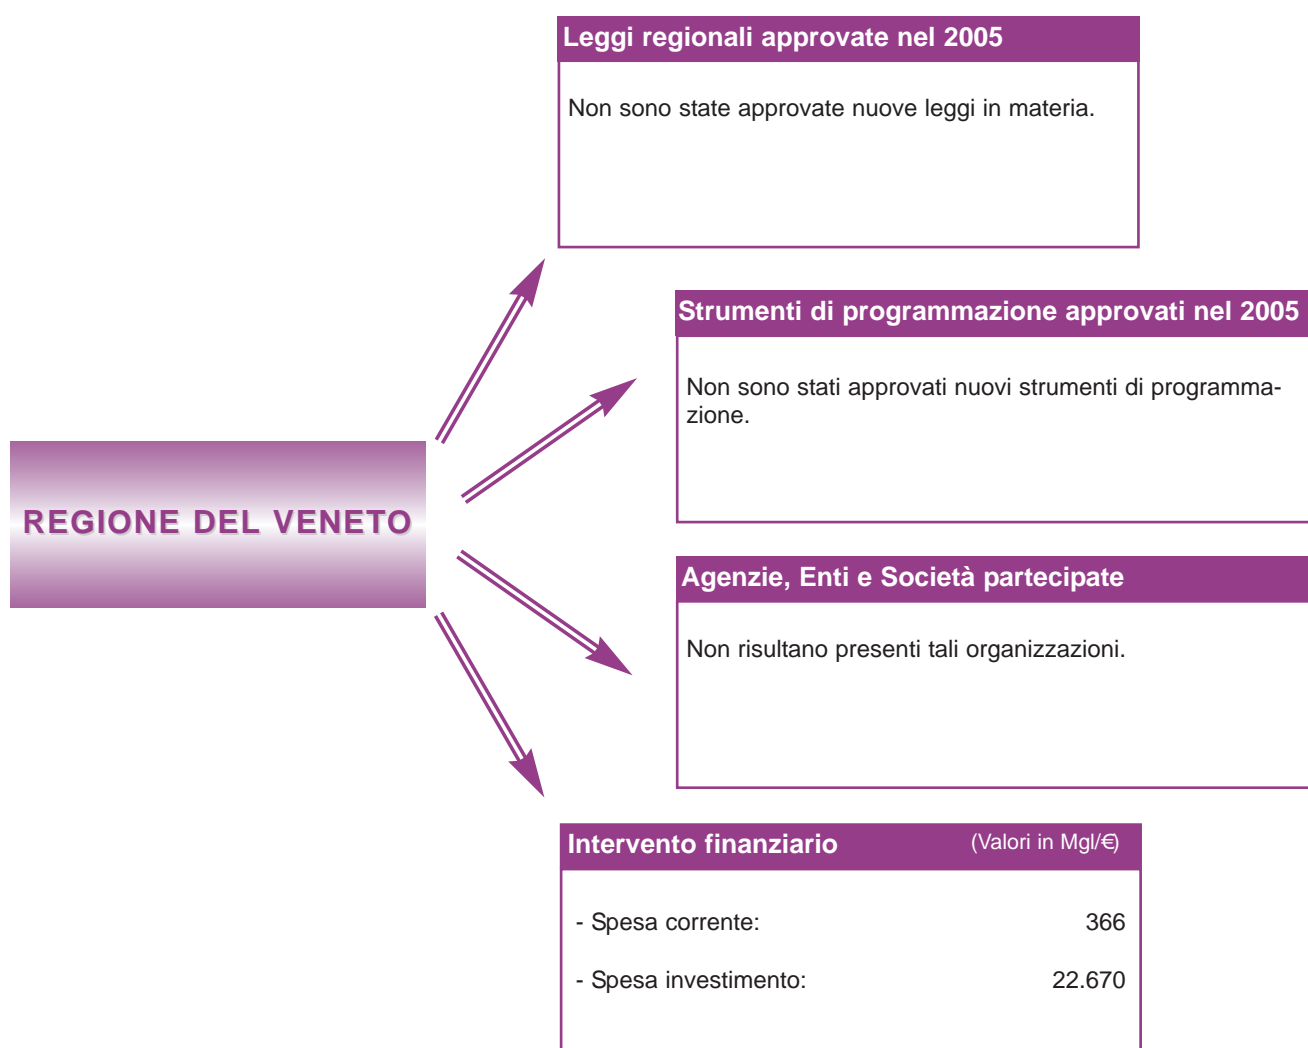 Leggi regionali approvate nel 2005
Non sono state approvate nuove leggi in materia.
Strumenti di programmazione approvati nel 2005
Non sono stati approvati nuovi strumenti di programma-
zione.
REGIONE DEL VENETO
Agenzie, Enti e Società partecipate
Non risultano presenti tali organizzazioni.
Intervento finanziario (Valori in Mgl/€)
- Spesa corrente: 366
- Spesa investimento: 22.670